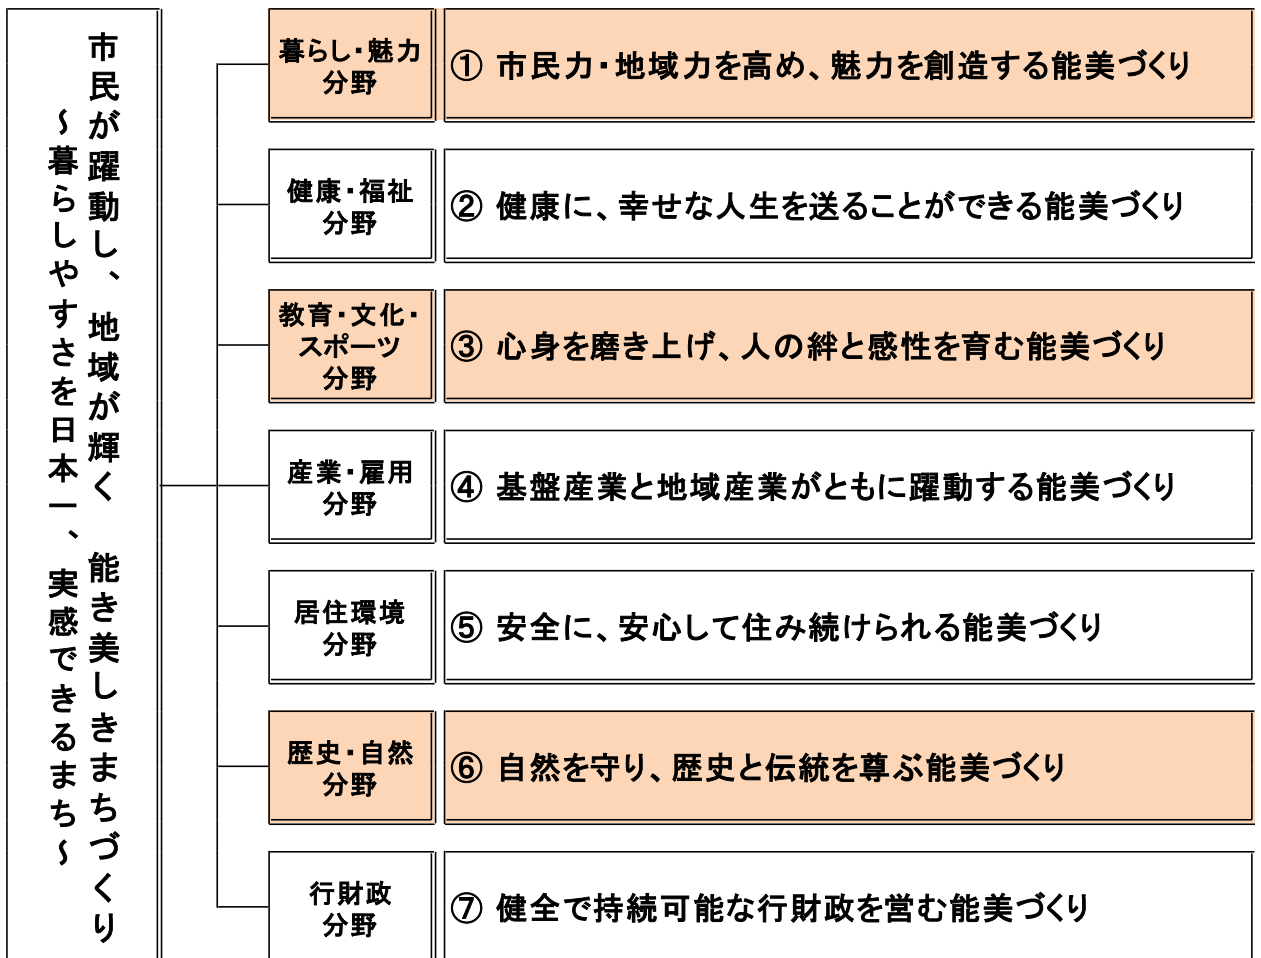 市民が躍動し、地域が輝く　能き美しきまちづくり
～暮らしやすさを日本一、実感できるまち～
暮らし・魅力
分野
① 市民力・地域力を高め、魅力を創造する能美づくり
健康・福祉
分野
② 健康に、幸せな人生を送ることができる能美づくり
教育・文化・
スポーツ
分野
③ 心身を磨き上げ、人の絆と感性を育む能美づくり
産業・雇用
分野
④ 基盤産業と地域産業がともに躍動する能美づくり
居住環境
分野
⑤ 安全に、安心して住み続けられる能美づくり
歴史・自然
分野
⑥ 自然を守り、歴史と伝統を尊ぶ能美づくり
行財政
分野
⑦ 健全で持続可能な行財政を営む能美づくり